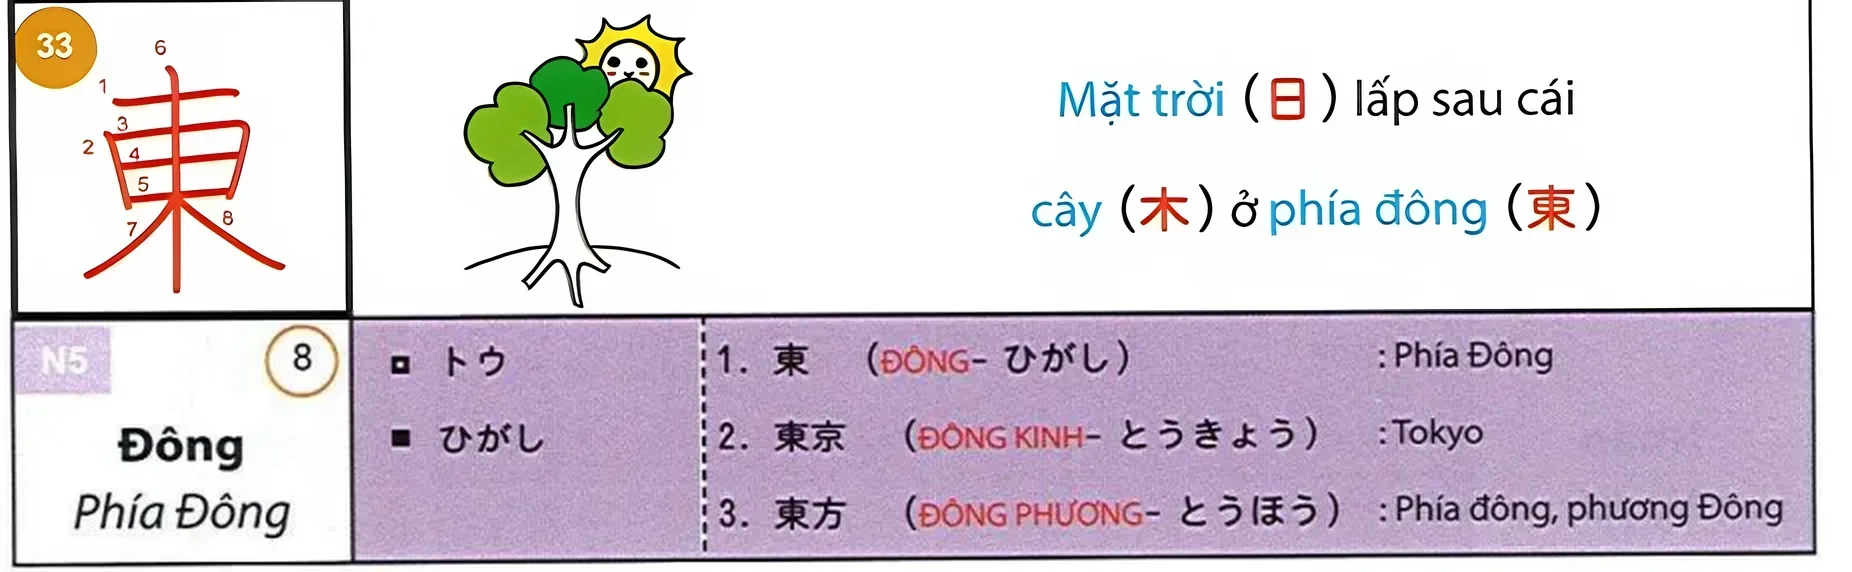 33
東
1
2
3
4
5
6
7
8
Mặt trời (日) lấp sau cái
cây (木) ở phía đông (東)
N5
8
Đông
Phía Đông
トウ
ひがし
1. 東 (ĐÔNG- ひがし) : Phía Đông
2. 東京 (ĐÔNG KINH- とうきょう) : Tokyo
3. 東方 (ĐÔNG PHƯƠNG- とうほう) : Phía đông, phương Đông